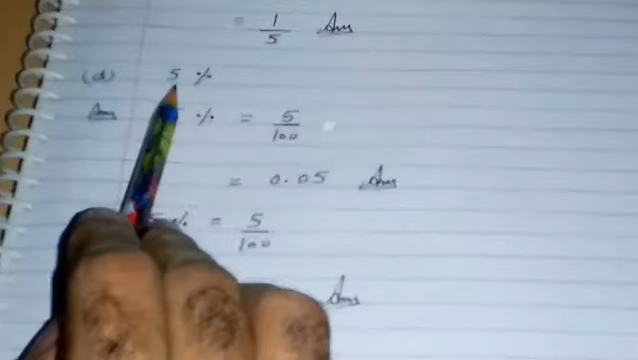 = 1/5 Ans
(d) 5 %
Ans % = 5/100
= 0.05 Ans
% = 5/100
Ans